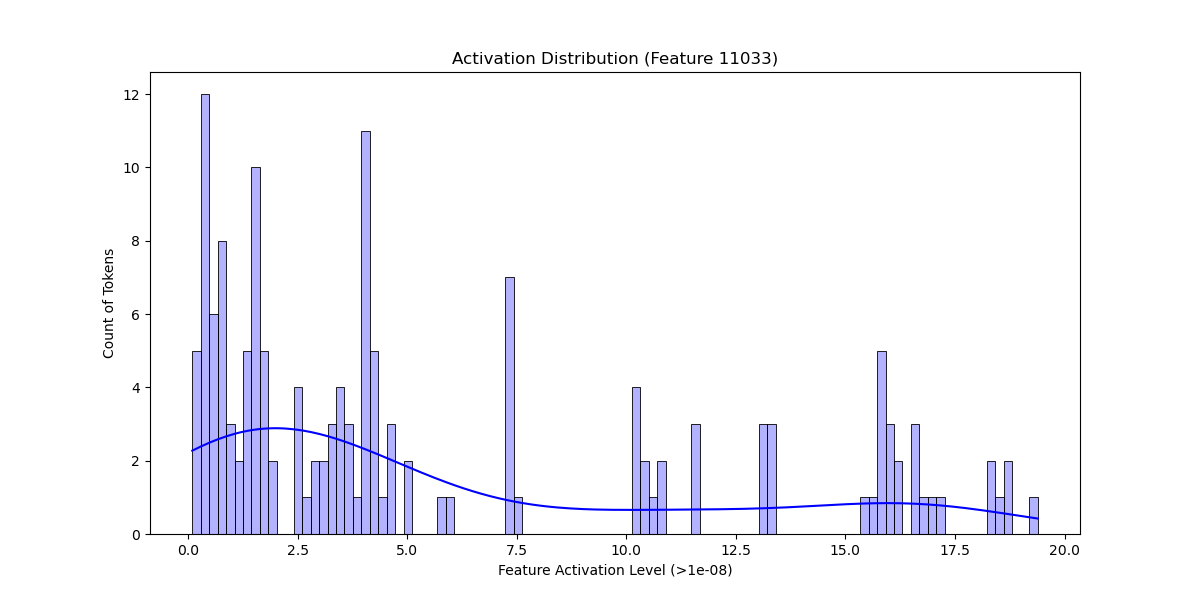 Activation Distribution (Feature 11033)
12
10
8
6
4
2
0
Count of Tokens
0.0 2.5 5.0 7.5 10.0 12.5 15.0 17.5 20.0
Feature Activation Level (>1e-08)